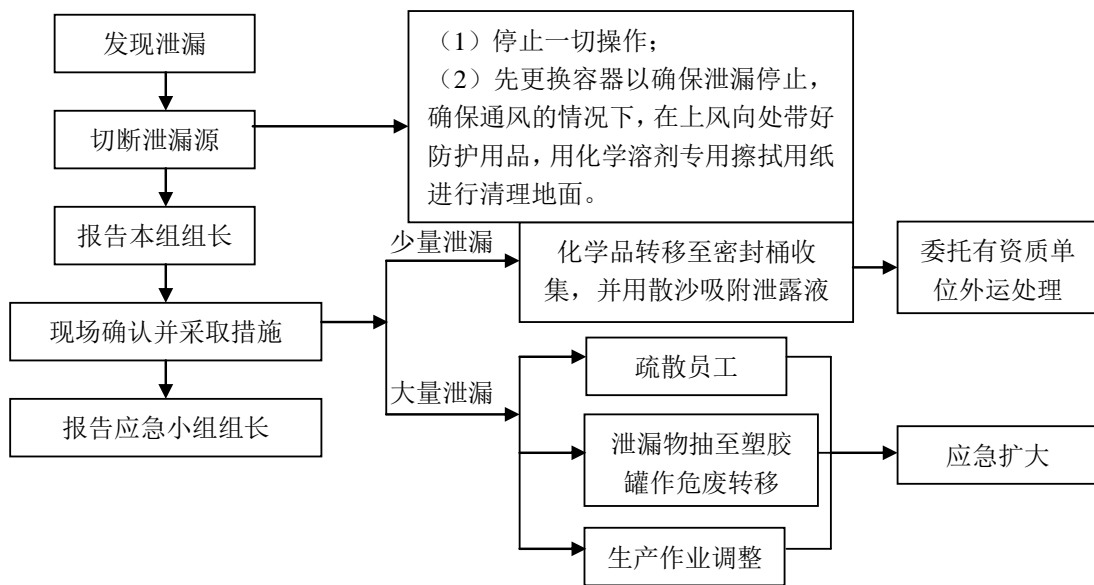 发现泄漏
切断泄漏源
（1）停止一切操作；
（2）先更换容器以确保泄漏停止，
确保通风的情况下，在上风向处带好
防护用品，用化学溶剂专用擦拭用纸
进行清理地面。
报告本组组长
现场确认并采取措施
报告应急小组组长
少量泄漏
化学品转移至密封桶收
集，并用散沙吸附泄露液
委托有资质单
位外运处理
大量泄漏
疏散员工
泄漏物抽至塑胶
罐作危废转移
生产作业调整
应急扩大